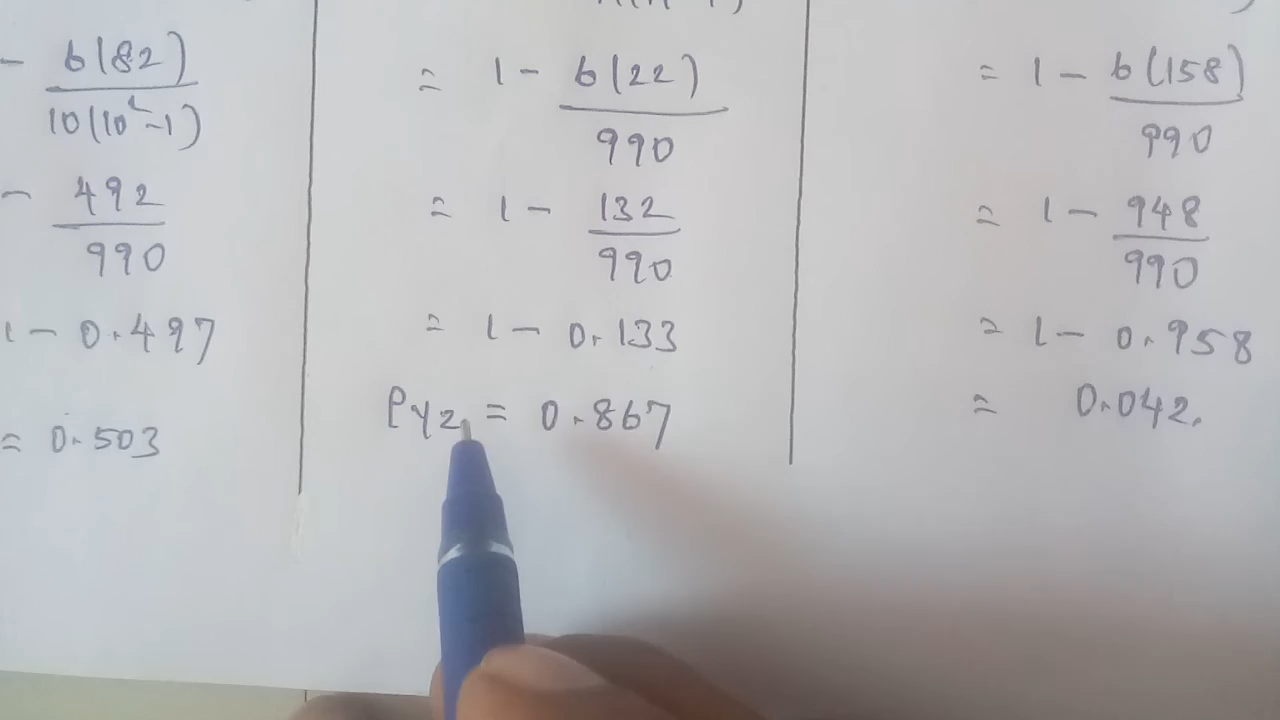 - 6(82) / 10(10²-1)
- 492 / 990
1 - 0.497
= 0.503
= 1 - 6(22) / 990
= 1 - 132 / 990
= 1 - 0.133
ρyz = 0.867
= 1 - 6(158) / 990
= 1 - 948 / 990
= 1 - 0.958
= 0.042.